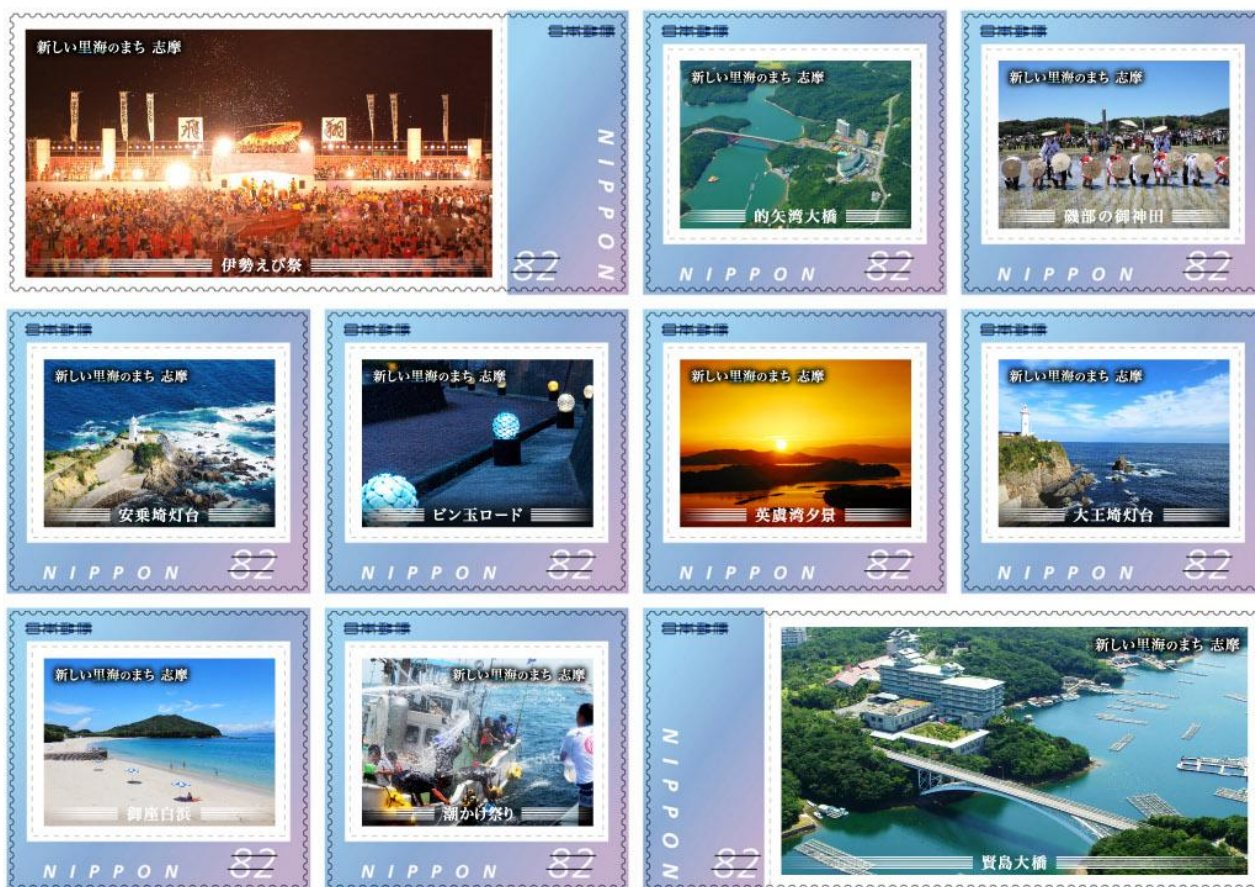 新しい里海のまち 志摩
伊勢えび祭
日本郵便
NIPPON
82
日本郵便
新しい里海のまち 志摩
的矢湾大橋
NIPPON
82
日本郵便
新しい里海のまち 志摩
磯部の御神田
NIPPON
82
日本郵便
新しい里海のまち 志摩
安乗埼灯台
NIPPON
82
日本郵便
新しい里海のまち 志摩
ビン玉ロード
NIPPON
82
日本郵便
新しい里海のまち 志摩
英虞湾夕景
NIPPON
82
日本郵便
新しい里海のまち 志摩
大王埼灯台
NIPPON
82
日本郵便
新しい里海のまち 志摩
御座白浜
NIPPON
82
日本郵便
新しい里海のまち 志摩
潮かけ祭り
NIPPON
82
日本郵便
NIPPON
82
新しい里海のまち 志摩
賢島大橋